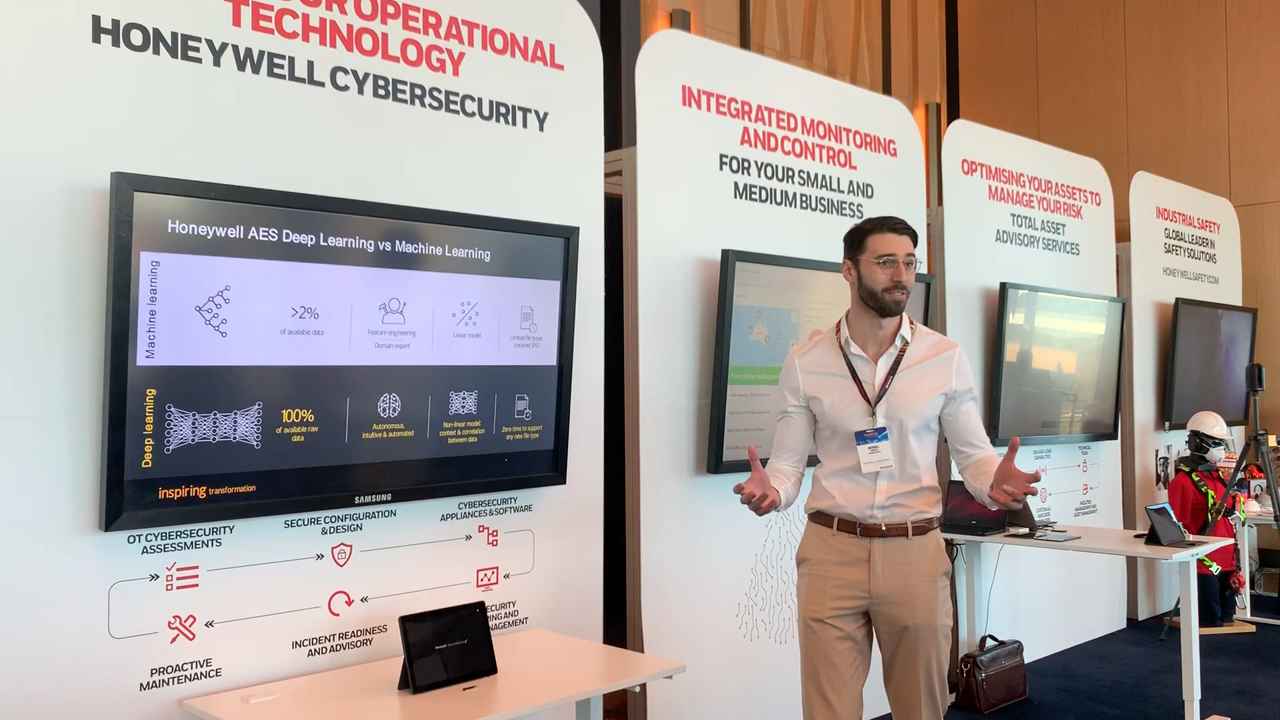 YOUR OPERATIONAL
TECHNOLOGY
HONEYWELL CYBERSECURITY
Honeywell AES Deep Learning vs Machine Learning
Machine learning
>2%
of available data
Feature engineering
Domain expert
Linear model
Limited file types
covered (PE)
Deep learning
100%
of available raw
data
Autonomous,
Intuitive & automated
Non-linear model:
context & correlation
between data
Zero time to support
any new file type
inspiring transformation
SAMSUNG
OT CYBERSECURITY
ASSESSMENTS
SECURE CONFIGURATION
& DESIGN
CYBERSECURITY
APPLIANCES & SOFTWARE
PROACTIVE
MAINTENANCE
INCIDENT READINESS
AND ADVISORY
INTEGRATED MONITORING
AND CONTROL
FOR YOUR SMALL AND
MEDIUM BUSINESS
OPTIMISING YOUR ASSETS TO
MANAGE YOUR RISK
TOTAL ASSET
ADVISORY SERVICES
INDUSTRIAL SAFETY
GLOBAL LEADER IN
SAFETY SOLUTIONS
HONEYWELLSAFETY.COM